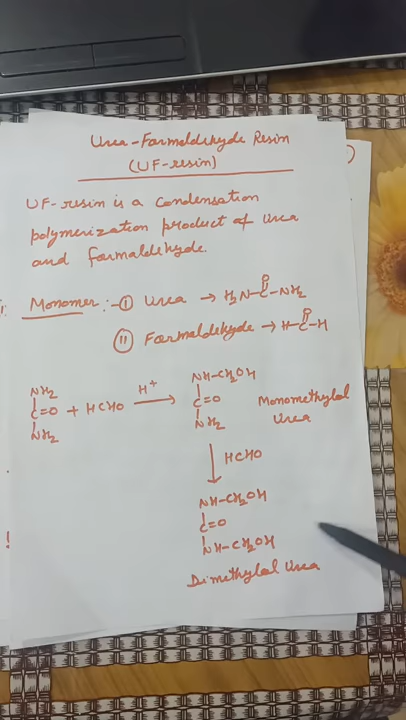 Urea-Formaldehyde Resin
(UF-resin)
UF-resin is a Condensation
polymerization product of Urea
and formaldehyde.
Monomer :- (I) Urea → H₂N-C-NH₂
O
(II) Formaldehyde → H-C-H
O
NH₂
C=O + HCHO H⁺ →
NH₂
NH-CH₂OH
C=O
NH₂
Monomethylol
Urea
↓ HCHO
NH-CH₂OH
C=O
NH-CH₂OH
Dimethylol Urea